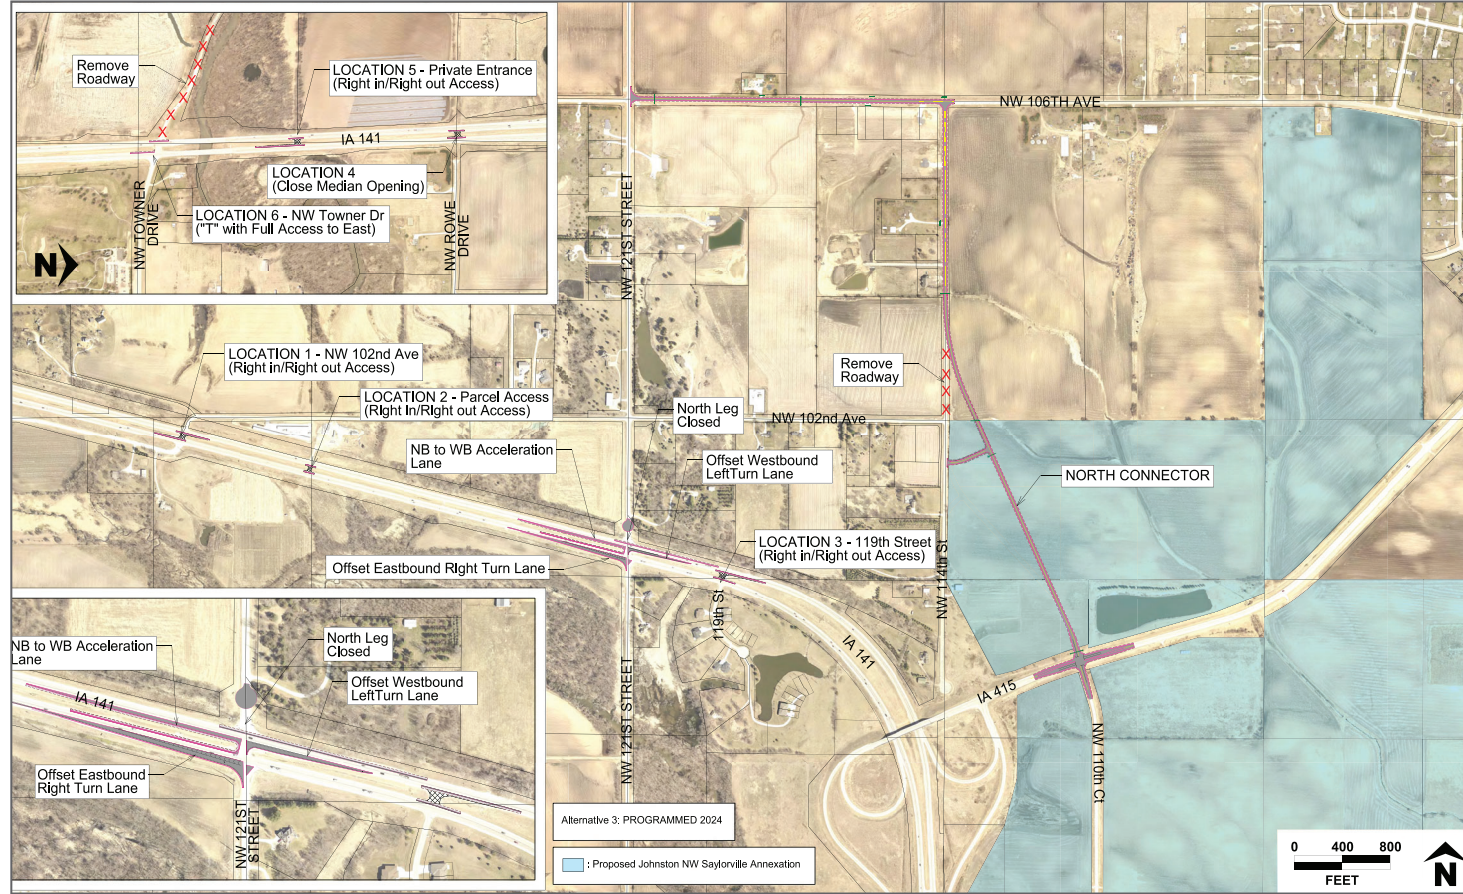 Remove
Roadway
LOCATION 5 - Private Entrance
(Right in/Right out Access)
IA 141
LOCATION 4
(Close Median Opening)
LOCATION 6 - NW Towner Dr
("T" with Full Access to East)
NW TOWNER
DRIVE
NW ROWE
DRIVE
N
NW 106TH AVE
NW 121ST STREET
LOCATION 1 - NW 102nd Ave
(Right in/Right out Access)
LOCATION 2 - Parcel Access
(Right In/Right out Access)
Remove
Roadway
North Leg
Closed
NW 102nd Ave
NB to WB Acceleration
Lane
Offset Westbound
LeftTurn Lane
NORTH CONNECTOR
LOCATION 3 - 119th Street
(Right in/Right out Access)
Offset Eastbound Right Turn Lane
NW 114th St
119th St
IA 141
NW 121ST STREET
IA 415
NW 110th Ct
NB to WB Acceleration
Lane
North Leg
Closed
Offset Westbound
LeftTurn Lane
IA 141
Offset Eastbound
Right Turn Lane
NW 121ST
STREET
Alternative 3: PROGRAMMED 2024
: Proposed Johnston NW Saylorville Annexation
0 400 800
FEET
N